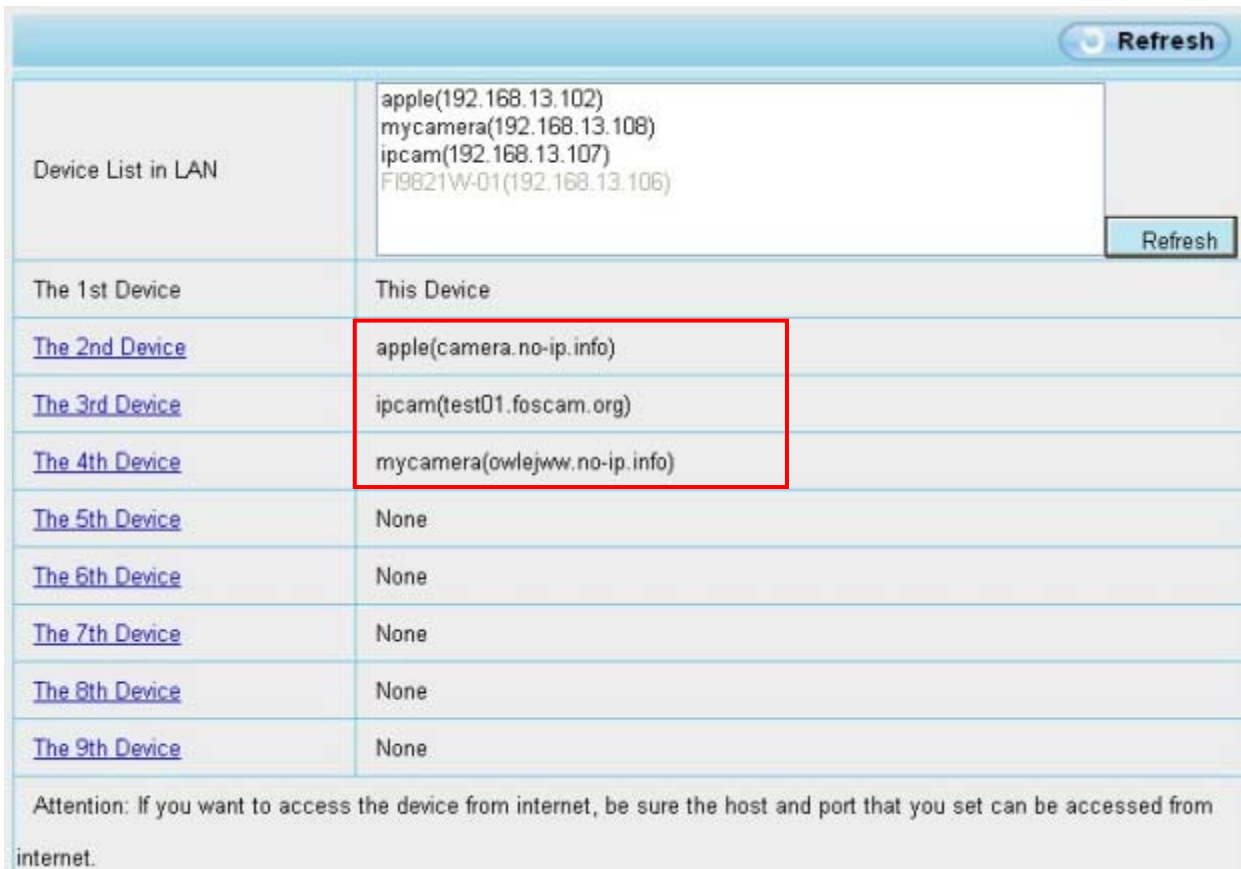 Refresh
Device List in LAN
apple(192.168.13.102)
mycamera(192.168.13.108)
ipcam(192.168.13.107)
FI9821W-01(192.168.13.106)
Refresh
The 1st Device This Device
The 2nd Device apple(camera.no-ip.info)
The 3rd Device ipcam(test01.foscam.org)
The 4th Device mycamera(owlejww.no-ip.info)
The 5th Device None
The 6th Device None
The 7th Device None
The 8th Device None
The 9th Device None
Attention: If you want to access the device from internet, be sure the host and port that you set can be accessed from
internet.